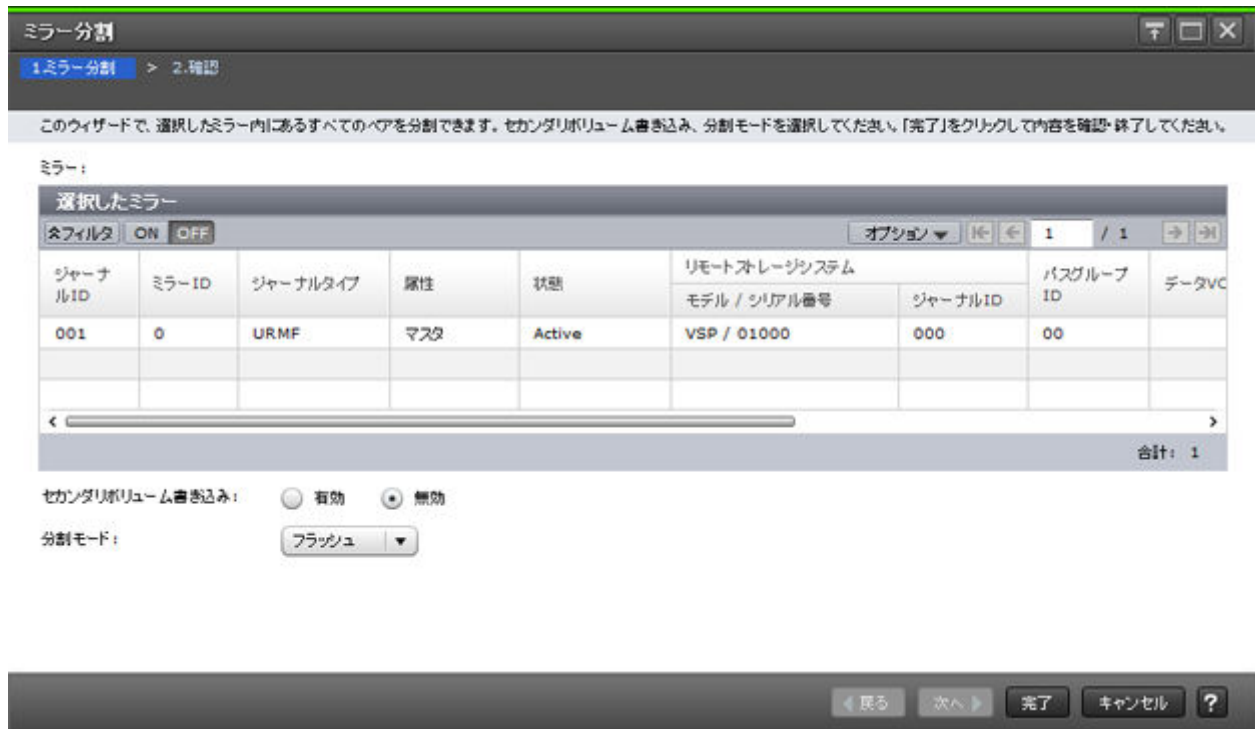 ミラー分割
1.ミラー分割 > 2.確認
このウィザードで、選択したミラー内にあるすべてのペアを分割できます。セカンダリボリューム書き込み、分割モードを選択してください。「完了」をクリックして内容を確認・終了してください。
ミラー:
選択したミラー
フィルタ ON OFF オプション 1 / 1
ジャーナルID ミラーID ジャーナルタイプ 属性 状態 リモートストレージシステム パスグループID データVO
モデル / シリアル番号 ジャーナルID
001 0 URMF マスタ Active VSP / 01000 000 00
合計: 1
セカンダリボリューム書き込み: 有効 無効
分割モード: フラッシュ
戻る 次へ 完了 キャンセル ?